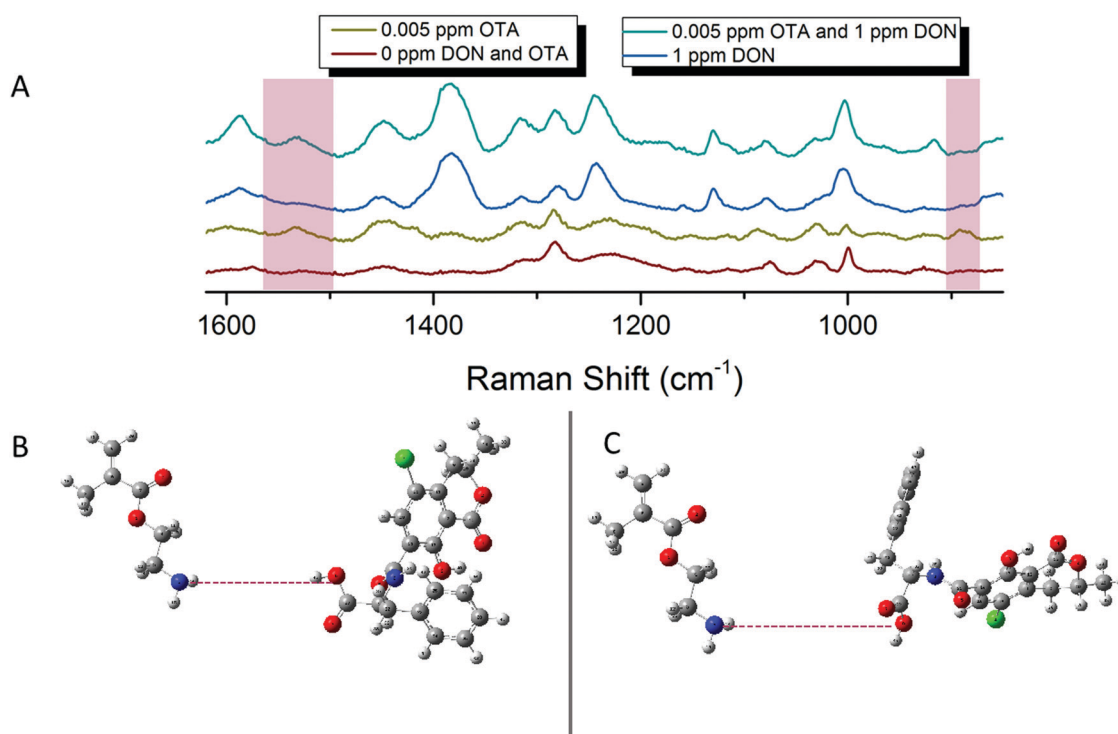 0.005 ppm OTA
0 ppm DON and OTA
0.005 ppm OTA and 1 ppm DON
1 ppm DON
A
1600 1400 1200 1000
Raman Shift (cm⁻¹)
B
C